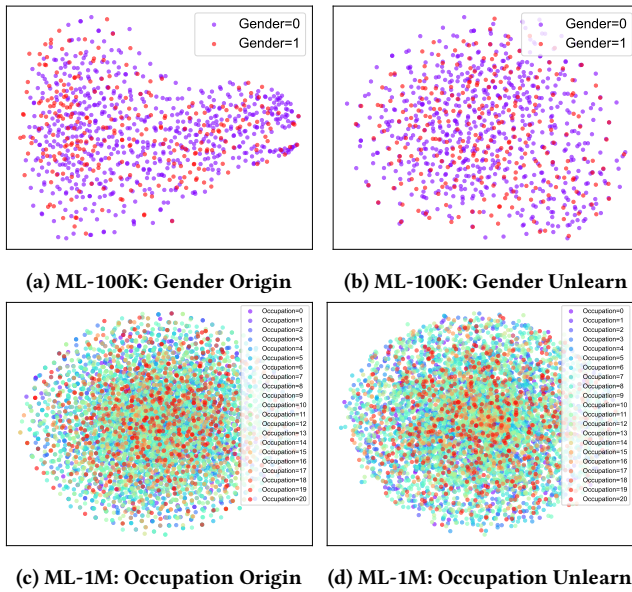 Gender=0
Gender=1
Gender=0
Gender=1
(a) ML-100K: Gender Origin
(b) ML-100K: Gender Unlearn
Occupation=0
Occupation=1
Occupation=2
Occupation=3
Occupation=4
Occupation=5
Occupation=6
Occupation=7
Occupation=8
Occupation=9
Occupation=10
Occupation=11
Occupation=12
Occupation=13
Occupation=14
Occupation=15
Occupation=16
Occupation=17
Occupation=18
Occupation=19
Occupation=20
Occupation=0
Occupation=1
Occupation=2
Occupation=3
Occupation=4
Occupation=5
Occupation=6
Occupation=7
Occupation=8
Occupation=9
Occupation=10
Occupation=11
Occupation=12
Occupation=13
Occupation=14
Occupation=15
Occupation=16
Occupation=17
Occupation=18
Occupation=19
Occupation=20
(c) ML-1M: Occupation Origin
(d) ML-1M: Occupation Unlearn